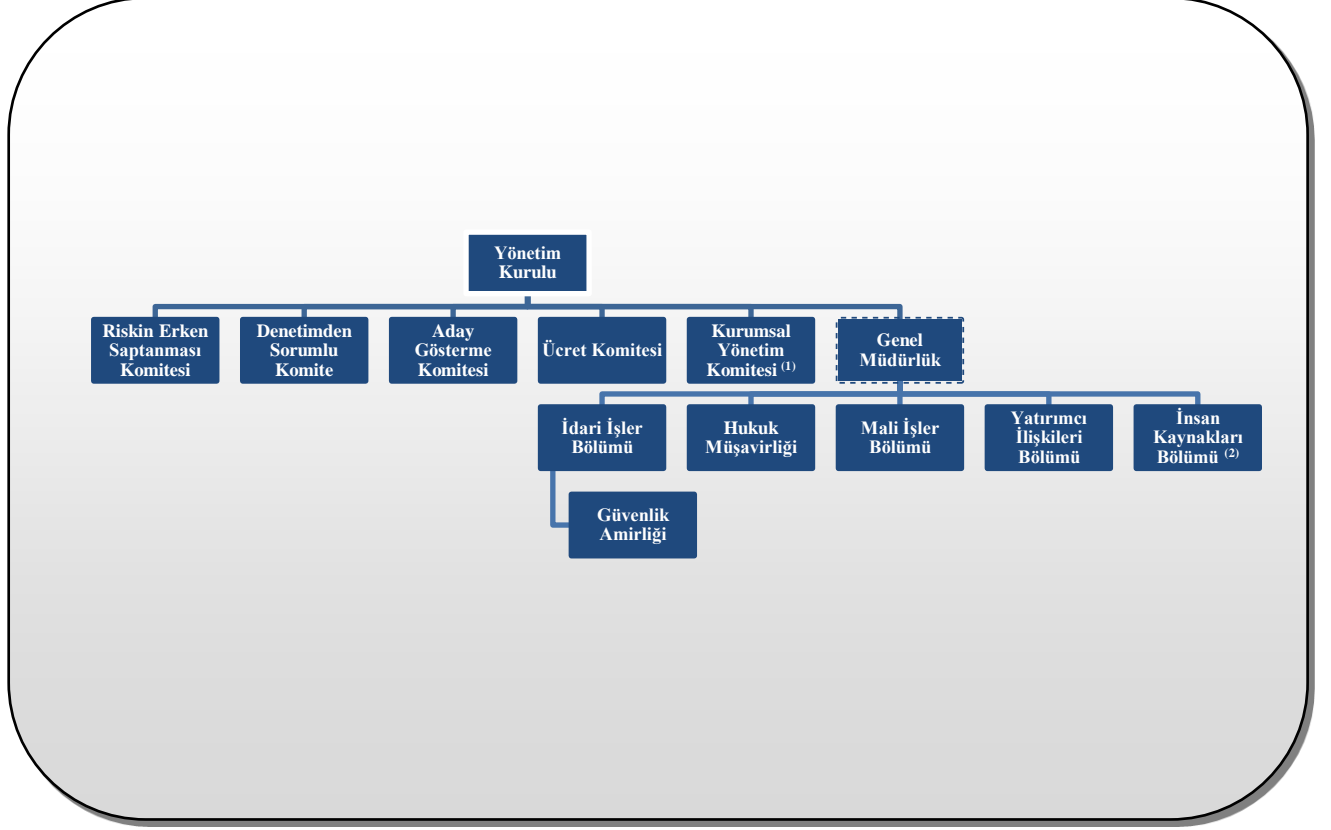 Yönetim
Kurulu
Riskin Erken
Saptanması
Komitesi
Denetimden
Sorumlu
Komite
Aday
Gösterme
Komitesi
Ücret Komitesi
Kurumsal
Yönetim
Komitesi (1)
Genel
Müdürlük
İdari İşler
Bölümü
Hukuk
Müşavirliği
Mali İşler
Bölümü
Yatırımcı
İlişkileri
Bölümü
İnsan
Kaynakları
Bölümü (2)
Güvenlik
Amirliği